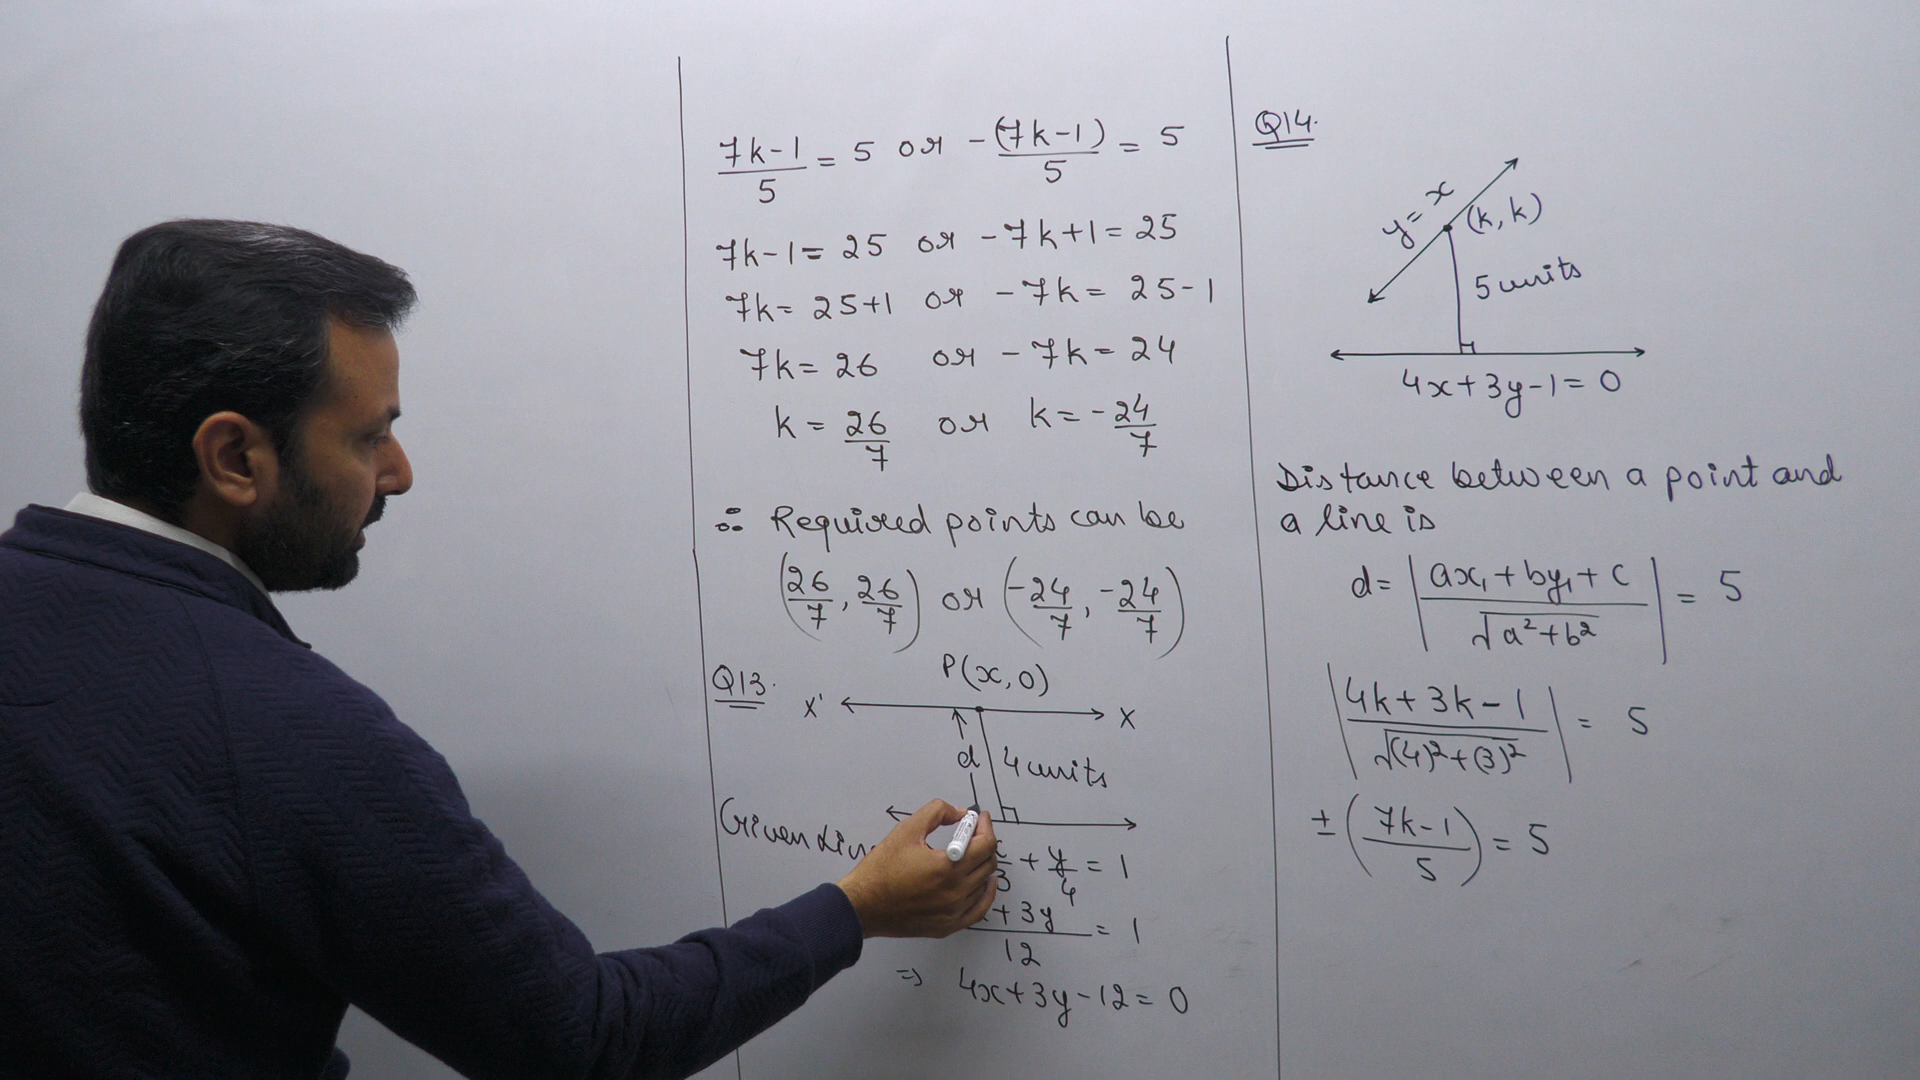 7k-1/5 = 5 or -(7k-1)/5 = 5
7k-1 = 25 or -7k+1 = 25
7k = 25+1 or -7k = 25-1
7k = 26 or -7k = 24
k = 26/7 or k = -24/7
∴ Required points can be
(26/7, 26/7) or (-24/7, -24/7)
Q13.
P(x, 0)
X' X
d 4 units
Given
+ y/4 = 1
3
+ 3y/12 = 1
⇒ 4x+3y-12 = 0
Q14.
y = x
(k, k)
5 units
4x+3y-1 = 0
Distance between a point and
a line is
d = |ax₁+by₁+c/√a²+b²| = 5
|4k+3k-1/√(4)²+(3)²| = 5
±(7k-1/5) = 5